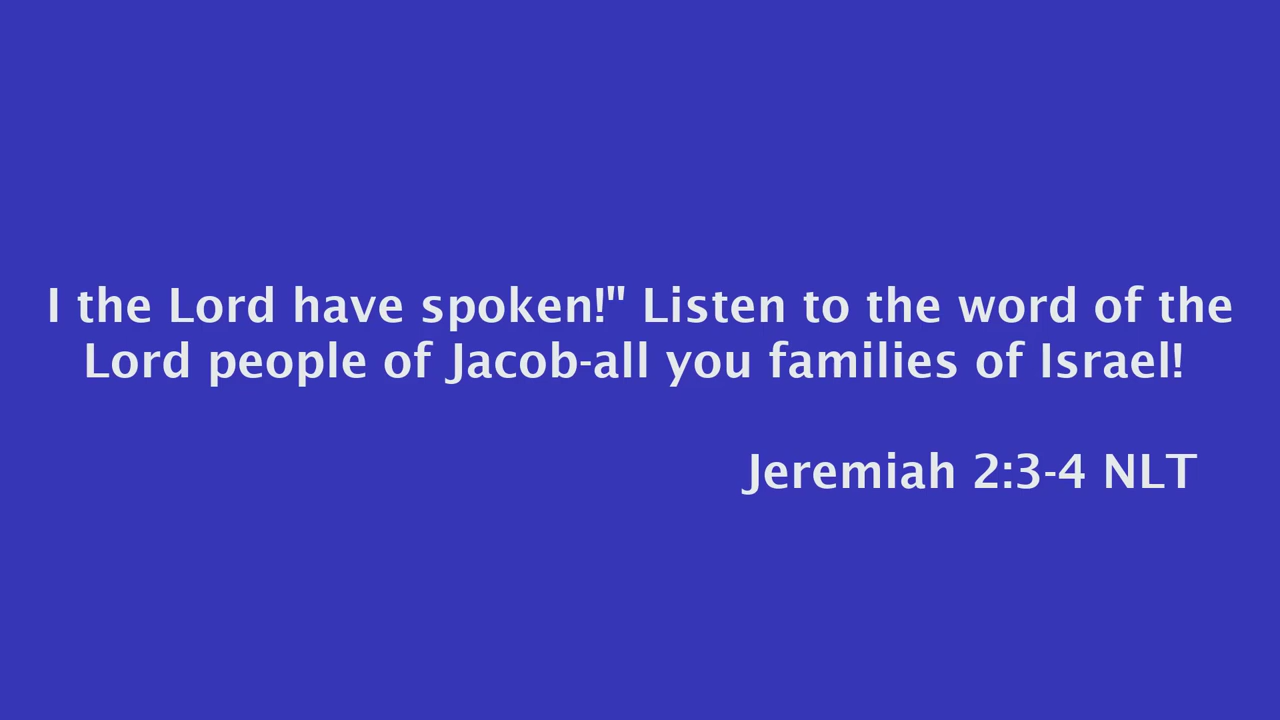 I the Lord have spoken!" Listen to the word of the
Lord people of Jacob-all you families of Israel!
Jeremiah 2:3-4 NLT